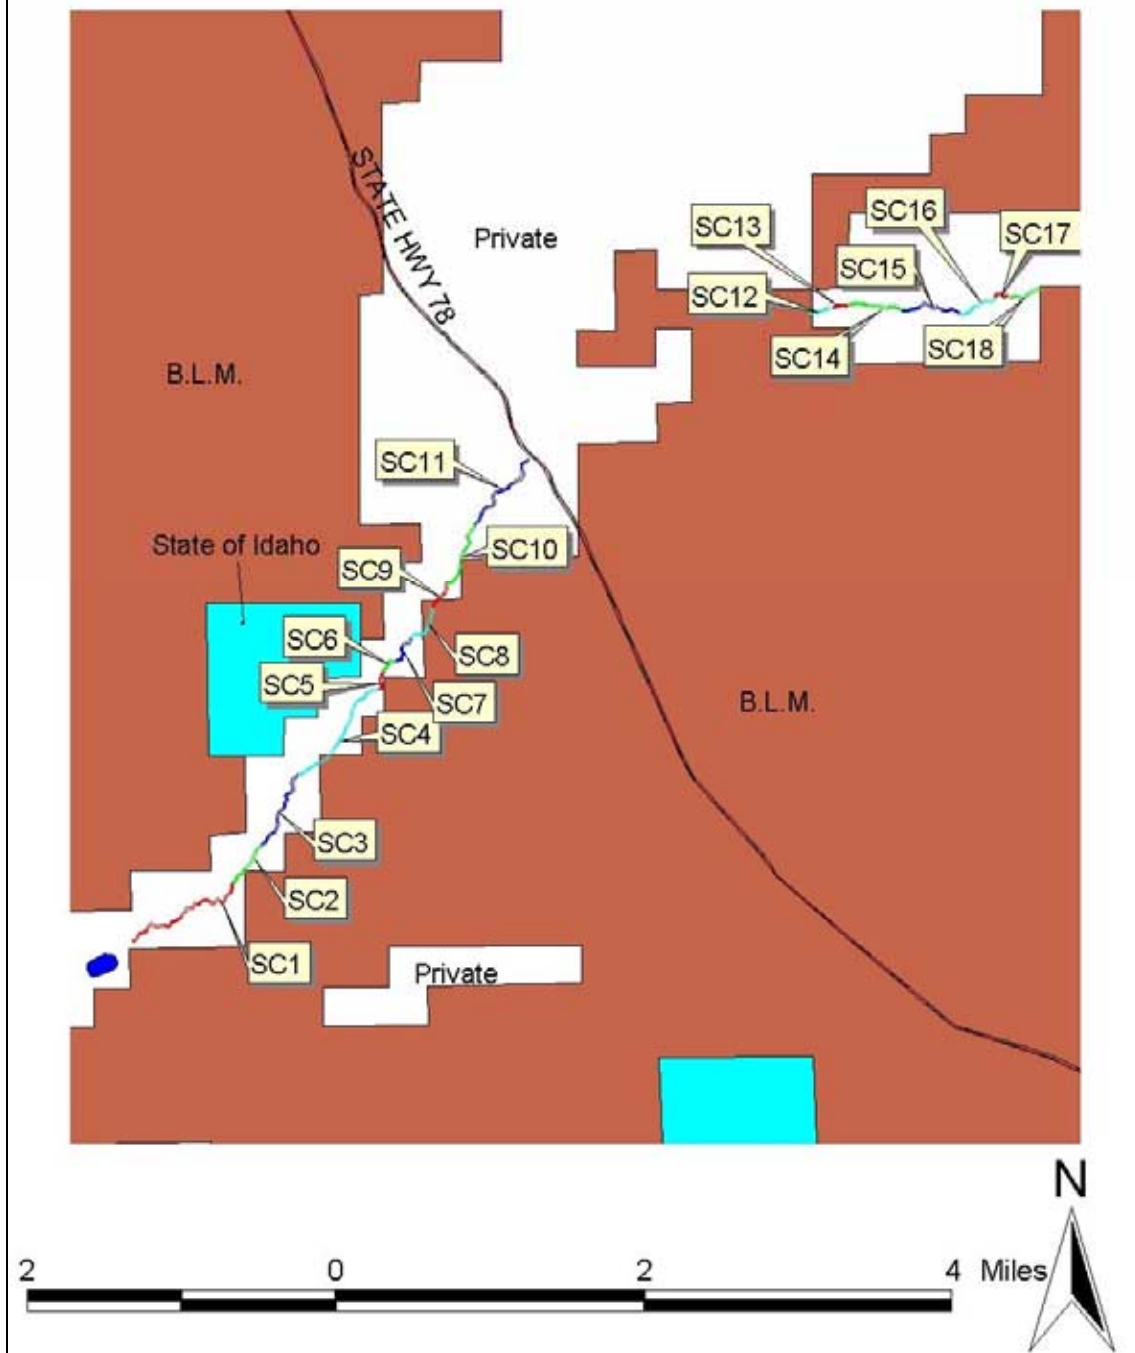 STATE HWY 78
Private
SC16
SC13
SC17
SC15
SC12
SC14
SC18
B.L.M.
SC11
State of Idaho
SC10
SC9
SC6
SC8
SC5
SC7
B.L.M.
SC4
SC3
SC2
SC1
Private
N
2 0 2 4 Miles